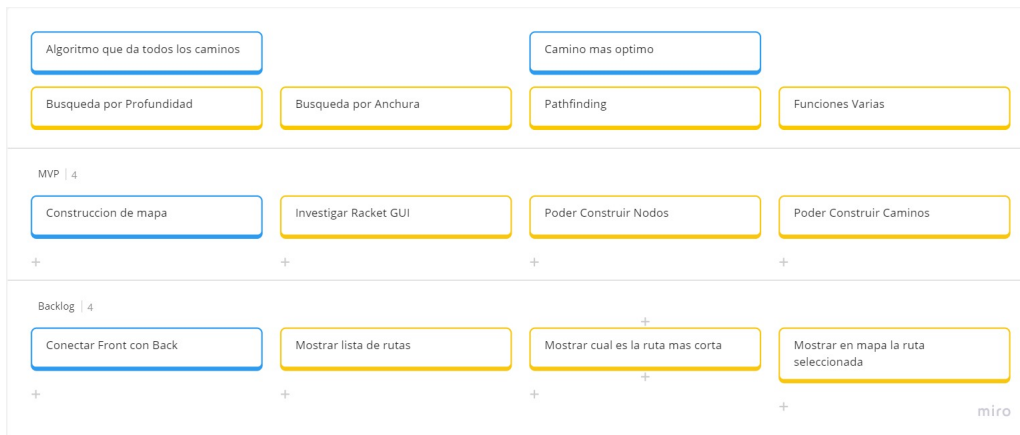 Algoritmo que da todos los caminos
Camino mas optimo
Busqueda por Profundidad
Busqueda por Anchura
Pathfinding
Funciones Varias
MVP 4
Construccion de mapa
Investigar Racket GUI
Poder Construir Nodos
Poder Construir Caminos
+ + + +
Backlog 4
+
Conectar Front con Back
Mostrar lista de rutas
Mostrar cual es la ruta mas corta
Mostrar en mapa la ruta
seleccionada
+
+ + + +
miro